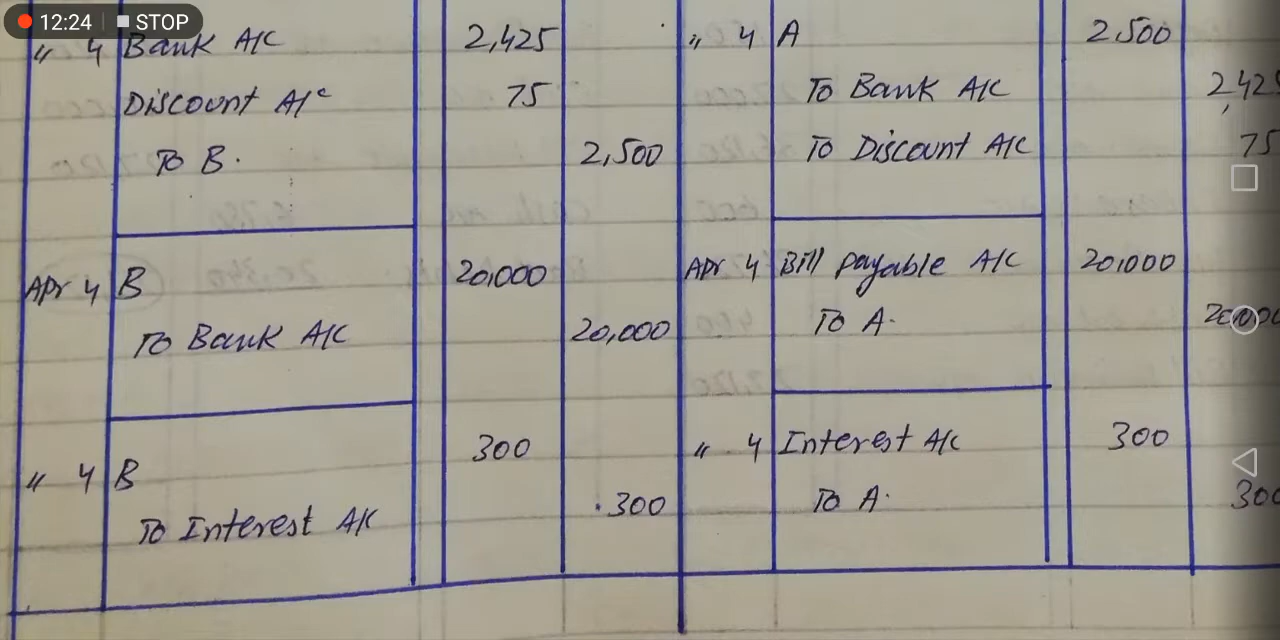 12:24 STOP
" 4 Bank A/c 2,425
Discount A/c 75
To B. 2,500
Apr 4 B 20,000
To Bank A/c 20,000
" 4 B 300
To Interest A/c 300
" 4 A 2,500
To Bank A/c 2,425
To Discount A/c 75
Apr 4 Bill payable A/c 20,000
To A.
" 4 Interest A/c 300
To A. 300